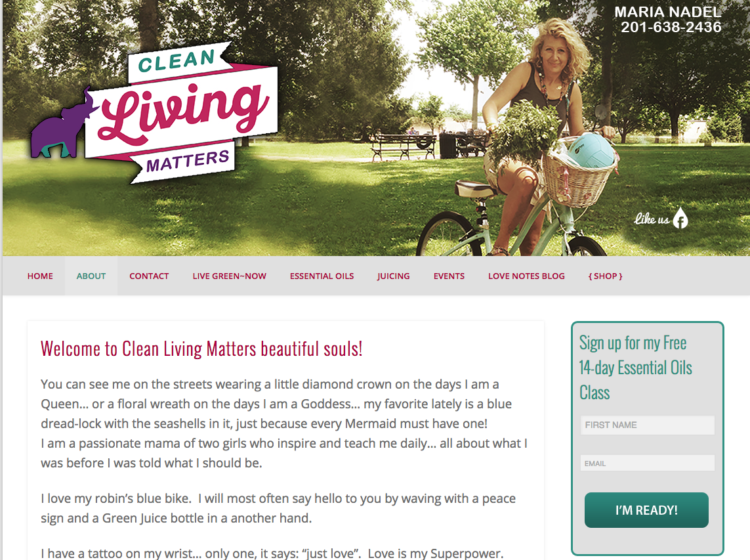 MARIA NADEL
201-638-2436
CLEAN
Living
MATTERS
Like us
HOME ABOUT CONTACT LIVE GREEN~NOW ESSENTIAL OILS JUICING EVENTS LOVE NOTES BLOG { SHOP }
Welcome to Clean Living Matters beautiful souls!
You can see me on the streets wearing a little diamond crown on the days I am a
Queen... or a floral wreath on the days I am a Goddess... my favorite lately is a blue
dread-lock with the seashells in it, just because every Mermaid must have one!
I am a passionate mama of two girls who inspire and teach me daily... all about what I
was before I was told what I should be.
I love my robin's blue bike.  I will most often say hello to you by waving with a peace
sign and a Green Juice bottle in a another hand.
I have a tattoo on my wrist... only one, it says: “just love”.  Love is my Superpower.
Sign up for my Free
14-day Essential Oils
Class
FIRST NAME
EMAIL
I'M READY!